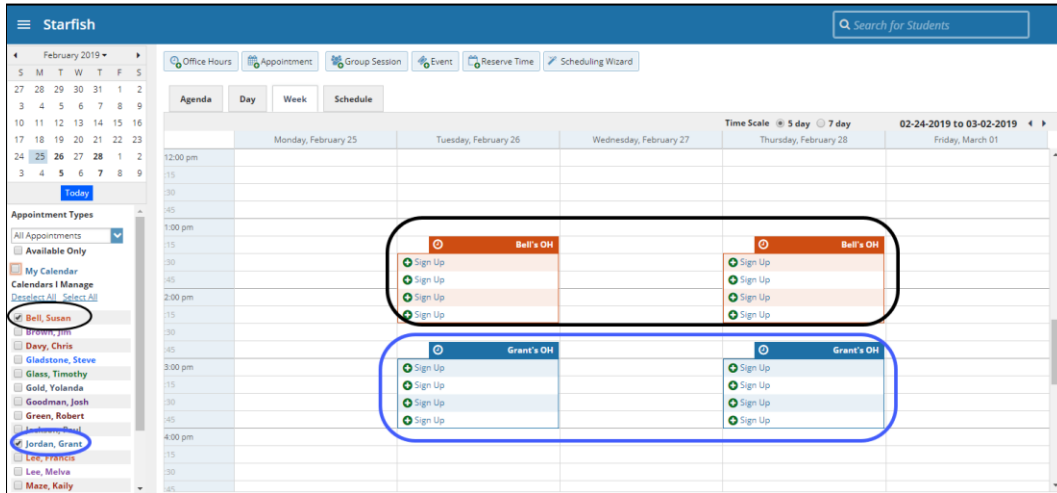 Starfish
Search for Students
February 2019
S M T W T F S
27 28 29 30 31 1 2
3 4 5 6 7 8 9
10 11 12 13 14 15 16
17 18 19 20 21 22 23
24 25 26 27 28 1 2
3 4 5 6 7 8 9
Today
Appointment Types
All Appointments
Available Only
My Calendar
Calendars I Manage
Deselect All Select All
Bell, Susan
Brown, Jim
Davy, Chris
Gladstone, Steve
Glass, Timothy
Gold, Yolanda
Goodman, Josh
Green, Robert
Jackson, Paul
Jordan, Grant
Lee, Francis
Lee, Melva
Maze, Kaily
Office Hours Appointment Group Session Event Reserve Time Scheduling Wizard
Agenda Day Week Schedule
Time Scale 5 day 7 day 02-24-2019 to 03-02-2019
Monday, February 25 Tuesday, February 26 Wednesday, February 27 Thursday, February 28 Friday, March 01
12:00 pm
:15
:30
:45
1:00 pm
:15 Bell's OH Bell's OH
:30 Sign Up Sign Up
:45 Sign Up Sign Up
2:00 pm Sign Up Sign Up
:15 Sign Up Sign Up
:30
:45 Grant's OH Grant's OH
3:00 pm Sign Up Sign Up
:15 Sign Up Sign Up
:30 Sign Up Sign Up
:45 Sign Up Sign Up
4:00 pm
:15
:30
:45